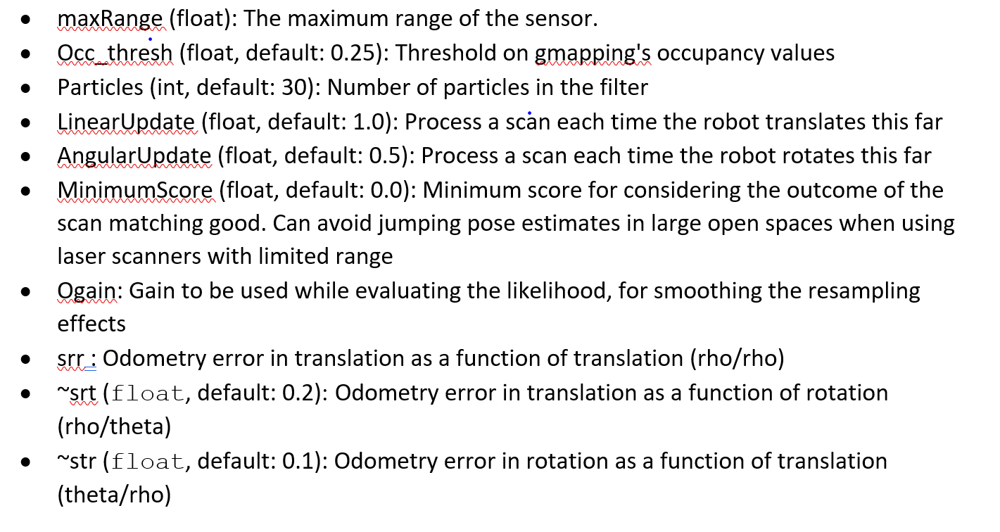 ● maxRange (float): The maximum range of the sensor.
● Occ_thresh (float, default: 0.25): Threshold on gmapping's occupancy values
● Particles (int, default: 30): Number of particles in the filter
● LinearUpdate (float, default: 1.0): Process a scan each time the robot translates this far
● AngularUpdate (float, default: 0.5): Process a scan each time the robot rotates this far
● MinimumScore (float, default: 0.0): Minimum score for considering the outcome of the
scan matching good. Can avoid jumping pose estimates in large open spaces when using
laser scanners with limited range
● Ogain: Gain to be used while evaluating the likelihood, for smoothing the resampling
effects
● srr : Odometry error in translation as a function of translation (rho/rho)
● ~srt (float, default: 0.2): Odometry error in translation as a function of rotation
(rho/theta)
● ~str (float, default: 0.1): Odometry error in rotation as a function of translation
(theta/rho)